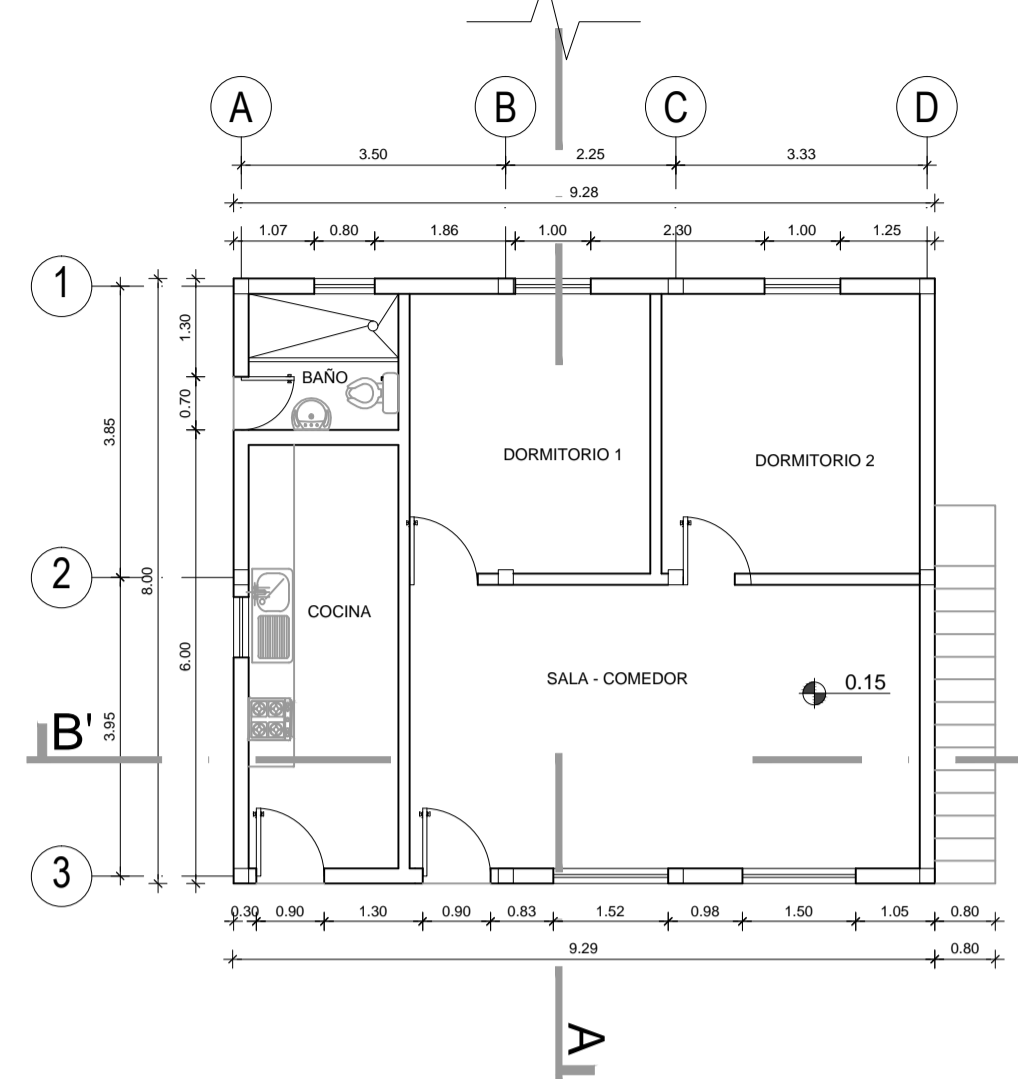 A B C D
3.50 2.25 3.33
9.28
1.07 0.80 1.86 1.00 2.30 1.00 1.25
1
1.30
BAÑO
0.70
3.85
DORMITORIO 1
DORMITORIO 2
2
8.00
COCINA
6.00
SALA - COMEDOR
0.15
B'
3.95
3
0.30 0.90 1.30 0.90 0.83 1.52 0.98 1.50 1.05 0.80
9.29 0.80
A